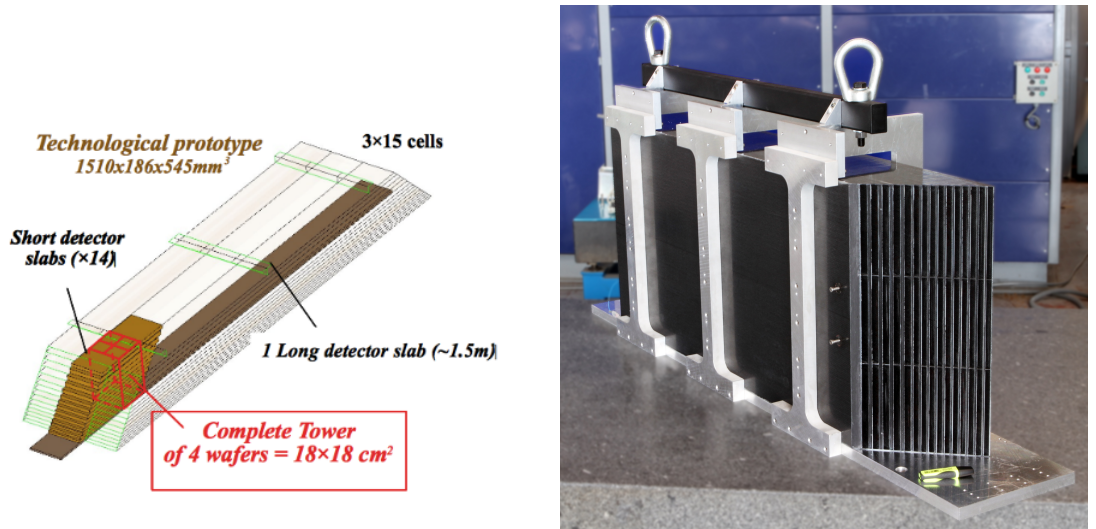 Technological prototype
1510x186x545mm³
3×15 cells
Short detector
slabs (×14)
1 Long detector slab (~1.5m)
Complete Tower
of 4 wafers = 18×18 cm²